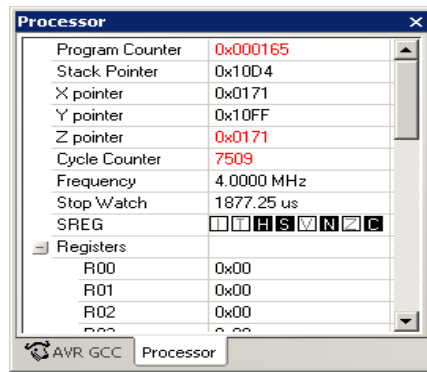 Processor
Program Counter 0x000165
Stack Pointer 0x10D4
X pointer 0x0171
Y pointer 0x10FF
Z pointer 0x0171
Cycle Counter 7509
Frequency 4.0000 MHz
Stop Watch 1877.25 us
SREG I T H S V N Z C
Registers
R00 0x00
R01 0x00
R02 0x00
AVR GCC Processor